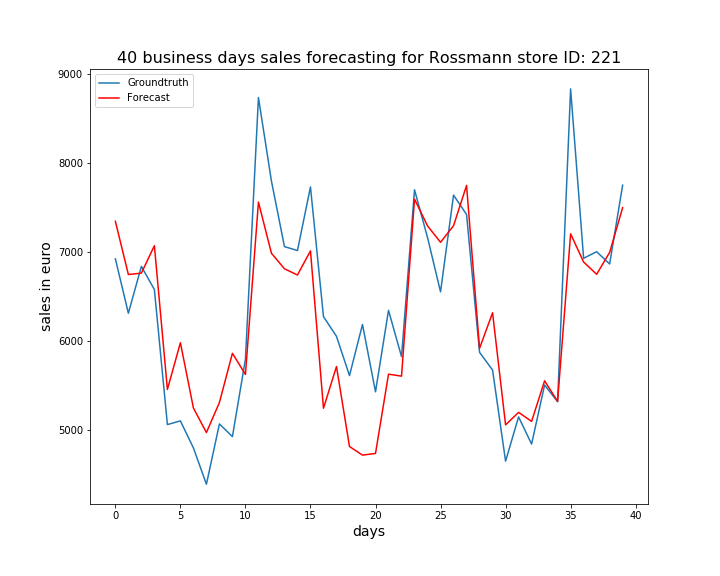 40 business days sales forecasting for Rossmann store ID: 221
Groundtruth
Forecast
sales in euro
9000
8000
7000
6000
5000
0 5 10 15 20 25 30 35 40
days